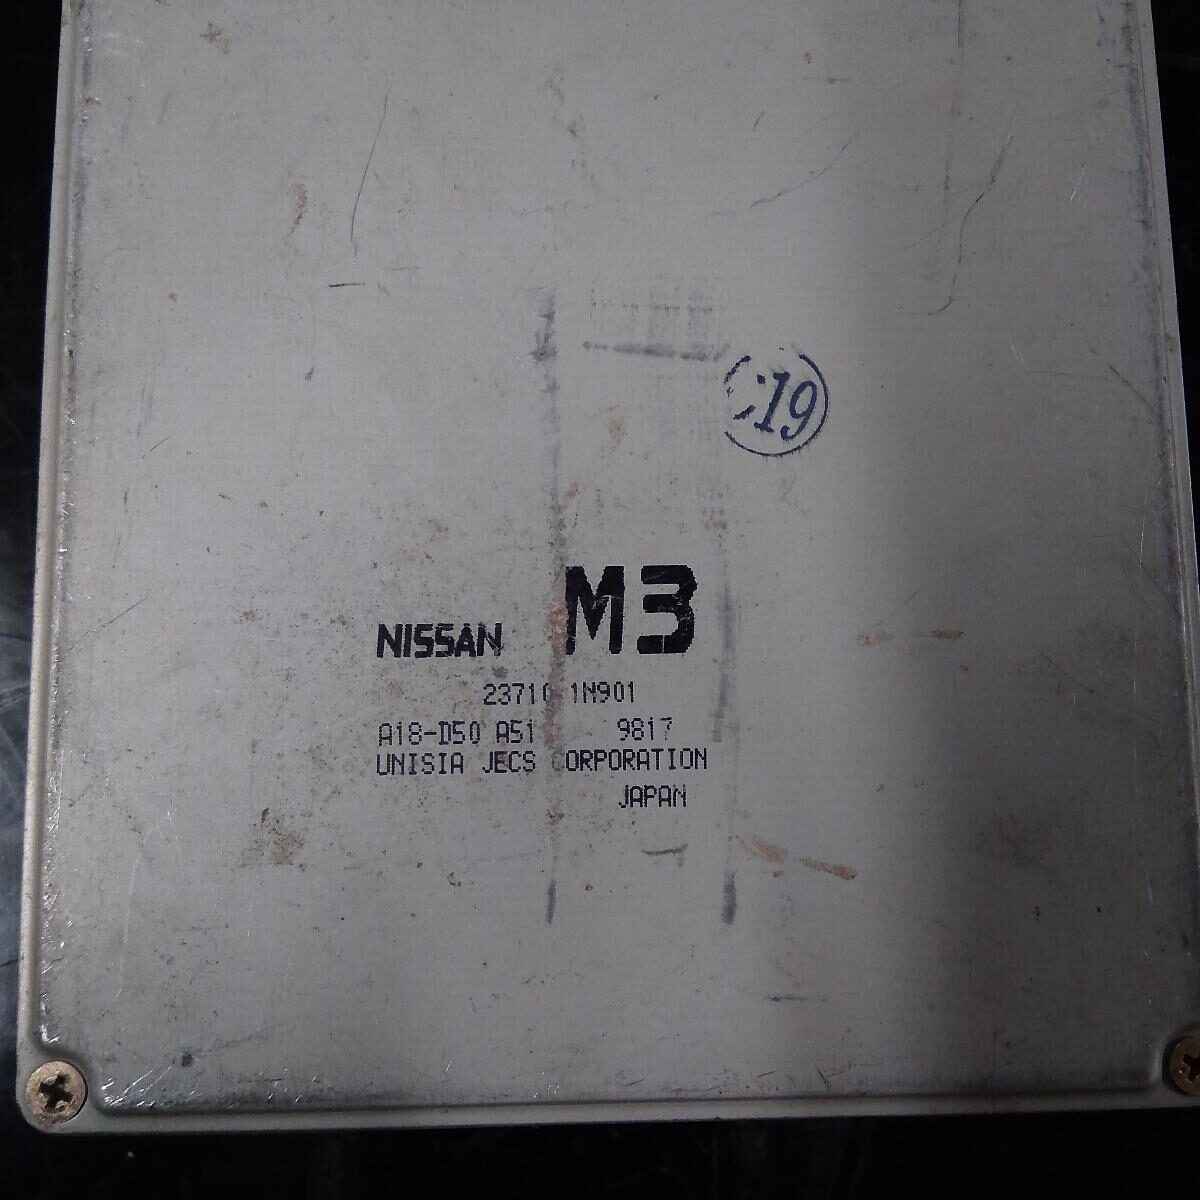 :19
NISSAN M3
23710 1N901
A18-D50 A51 9817
UNISIA JECS CORPORATION
JAPAN